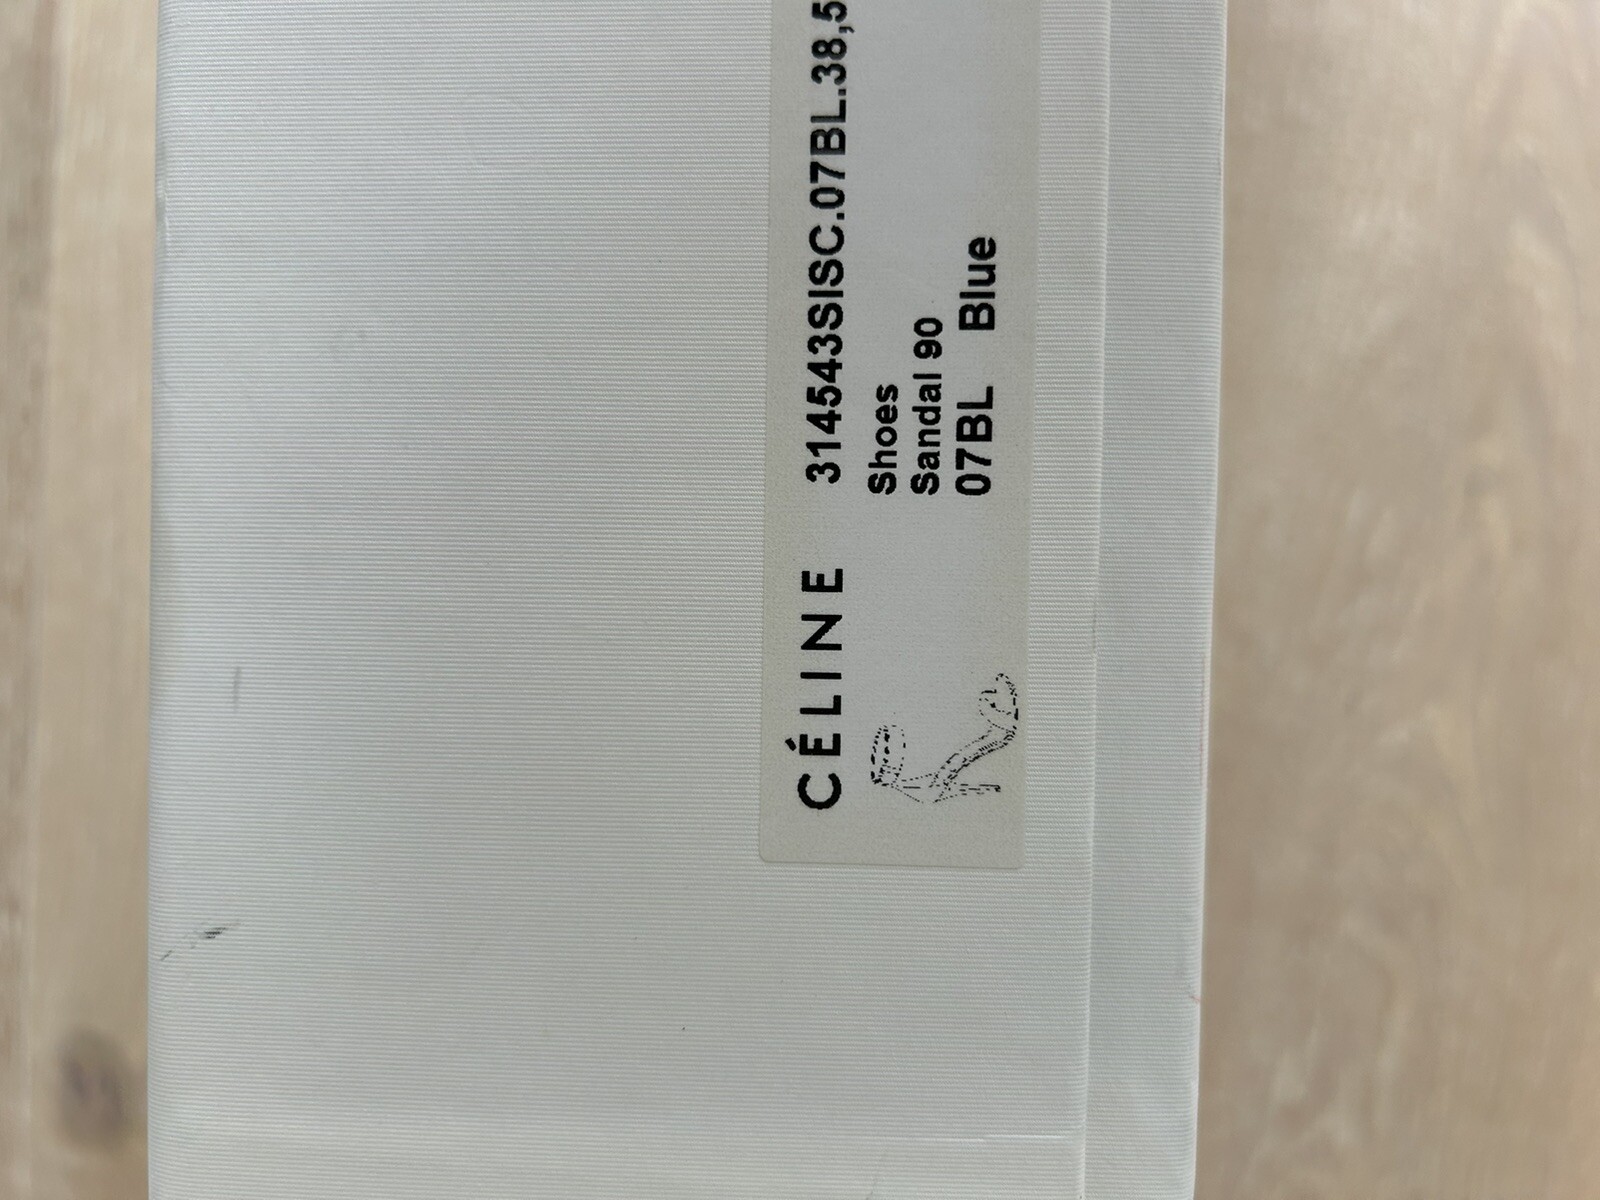 CÉLINE 314543SISC.07BL.38,5
Shoes
Sandal 90
07BL Blue